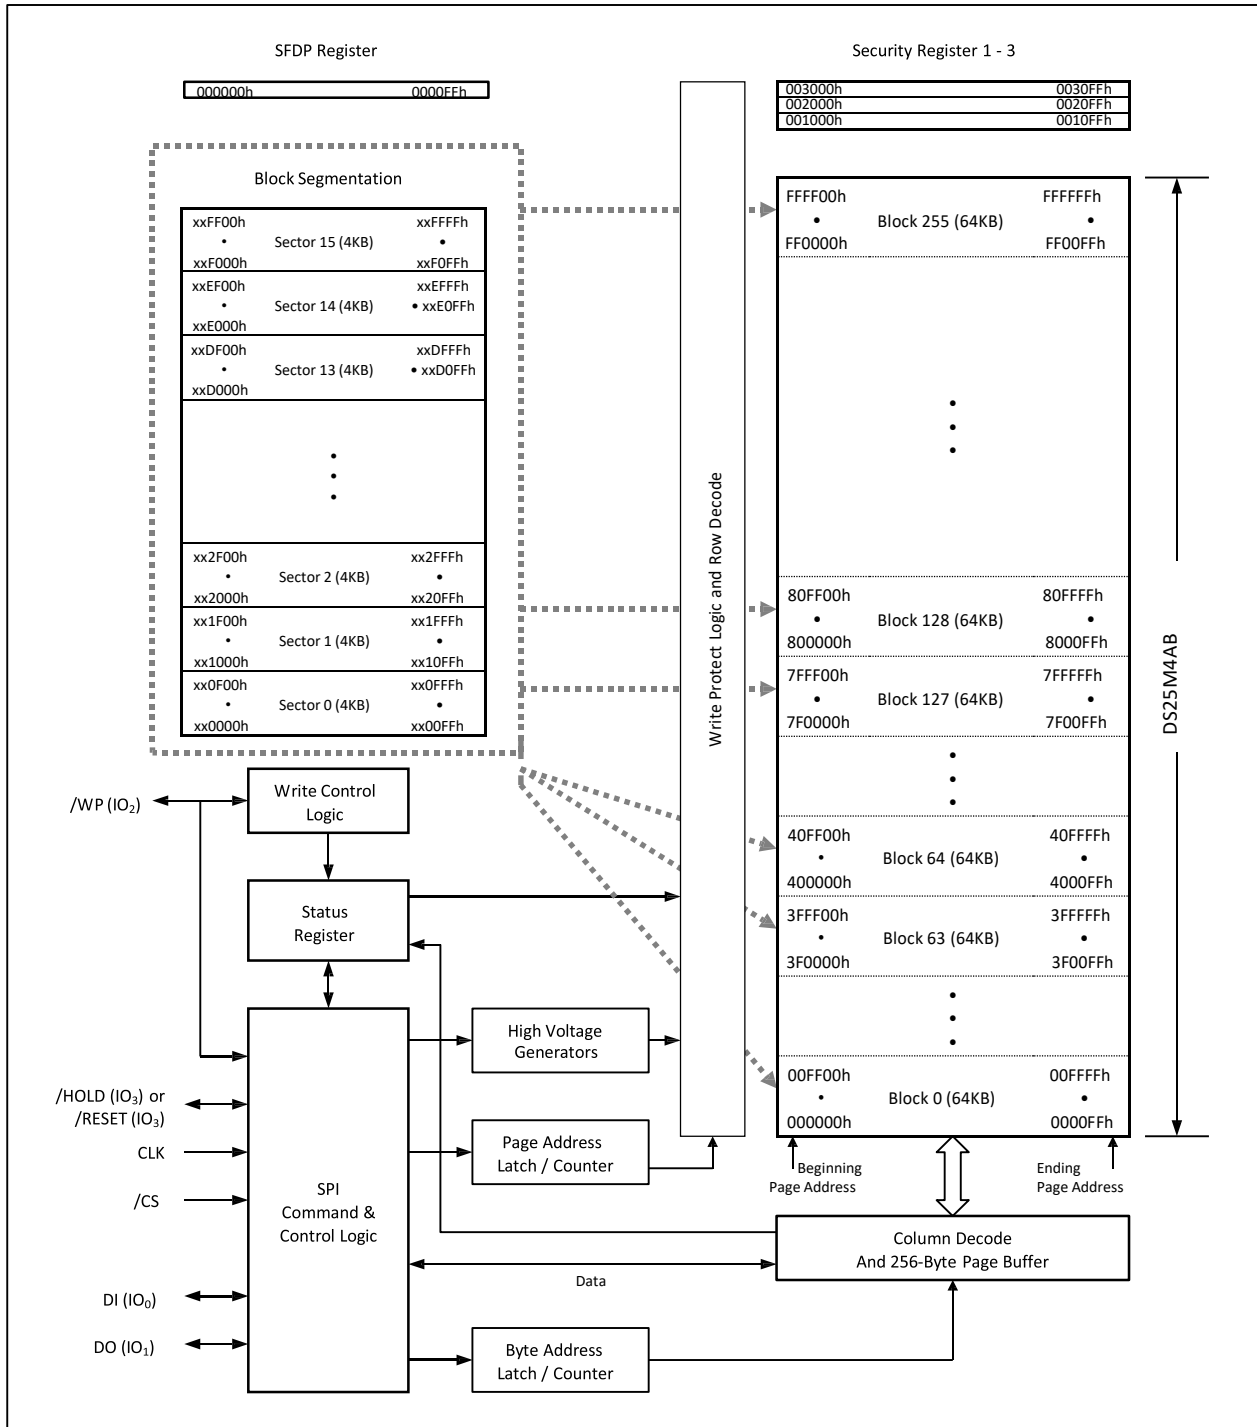 SFDP Register
000000h 0000FFh
Block Segmentation
xxFF00h xxFFFFh
• Sector 15 (4KB) •
xxF000h xxF0FFh
xxEF00h xxEFFFh
• Sector 14 (4KB) • xxE0FFh
xxE000h
xxDF00h xxDFFFh
• Sector 13 (4KB) • xxD0FFh
xxD000h
xx2F00h xx2FFFh
• Sector 2 (4KB) •
xx2000h xx20FFh
xx1F00h xx1FFFh
• Sector 1 (4KB) •
xx1000h xx10FFh
xx0F00h xx0FFFh
• Sector 0 (4KB) •
xx0000h xx00FFh
Write Protect Logic and Row Decode
Security Register 1 - 3
003000h 0030FFh
002000h 0020FFh
001000h 0010FFh
FFFF00h FFFFFFh
• Block 255 (64KB) •
FF0000h FF00FFh
80FF00h 80FFFFh
• Block 128 (64KB) •
800000h 8000FFh
7FFF00h 7FFFFFh
• Block 127 (64KB) •
7F0000h 7F00FFh
40FF00h 40FFFFh
• Block 64 (64KB) •
400000h 4000FFh
3FFF00h 3FFFFFh
• Block 63 (64KB) •
3F0000h 3F00FFh
00FF00h 00FFFFh
• Block 0 (64KB) •
000000h 0000FFh
DS25M4AB
Beginning
Page Address
Ending
Page Address
/WP (IO₂)
Write Control
Logic
Status
Register
High Voltage
Generators
/HOLD (IO₃) or
/RESET (IO₃)
CLK
/CS
SPI
Command &
Control Logic
Page Address
Latch / Counter
Column Decode
And 256-Byte Page Buffer
Data
DI (IO₀)
DO (IO₁)
Byte Address
Latch / Counter